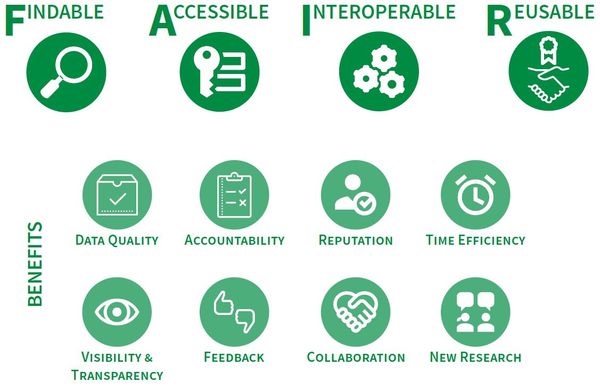 FINDABLE ACCESSIBLE INTEROPERABLE REUSABLE
BENEFITS
DATA QUALITY ACCOUNTABILITY REPUTATION TIME EFFICIENCY
VISIBILITY & FEEDBACK COLLABORATION NEW RESEARCH
TRANSPARENCY